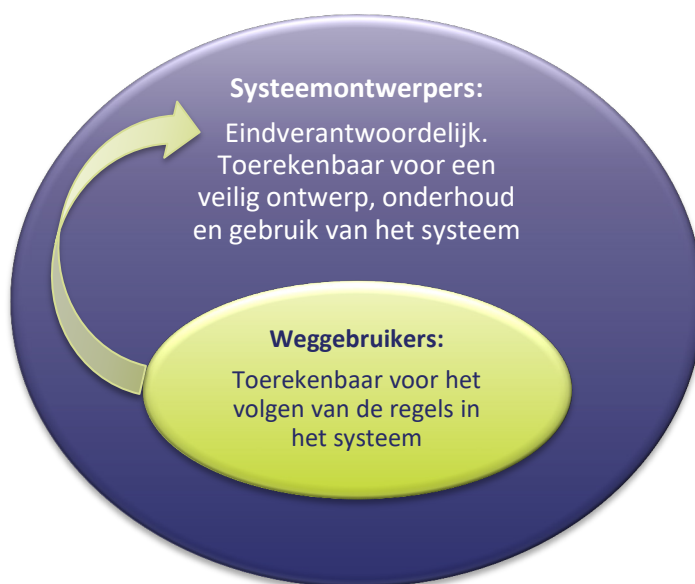 Systeemontwerpers:
Eindverantwoordelijk.
Toerekenbaar voor een
veilig ontwerp, onderhoud
en gebruik van het systeem
Weggebruikers:
Toerekenbaar voor het
volgen van de regels in
het systeem